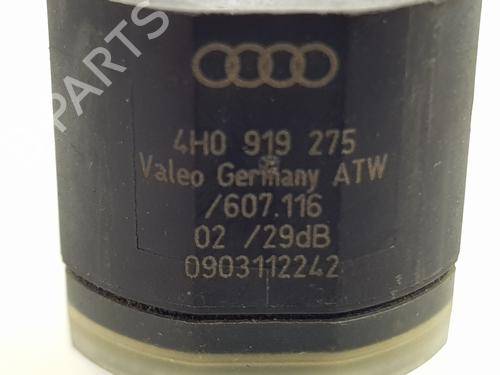 PARTS
4H0 919 275
Valeo Germany ATW
/607.116
02 /29dB
0903112242